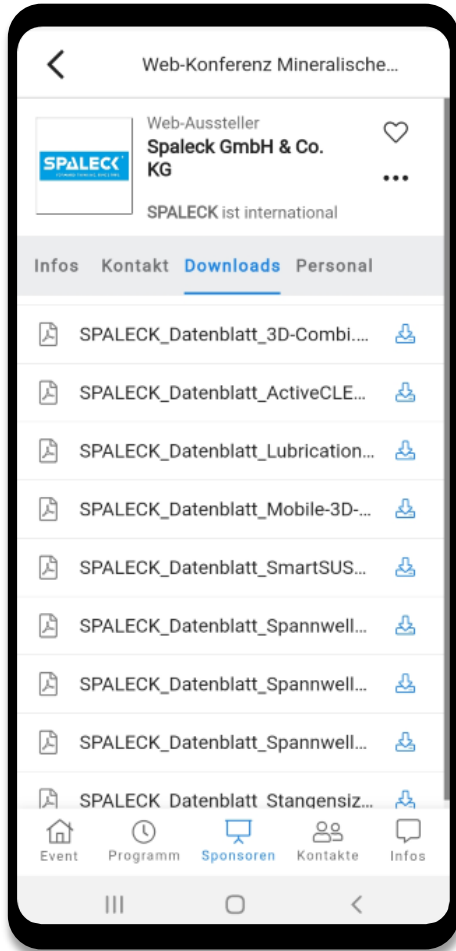 Web-Konferenz Mineralische...
Web-Aussteller
Spaleck GmbH & Co.
KG
SPALECK
SPALECK ist international
Infos Kontakt Downloads Personal
SPALECK_Datenblatt_3D-Combi....
SPALECK_Datenblatt_ActiveCLE...
SPALECK_Datenblatt_Lubrication...
SPALECK_Datenblatt_Mobile-3D-...
SPALECK_Datenblatt_SmartSUS...
SPALECK_Datenblatt_Spannwell...
SPALECK_Datenblatt_Spannwell...
SPALECK_Datenblatt_Spannwell...
SPALECK_Datenblatt_Stangensiz...
Event Programm Sponsoren Kontakte Infos